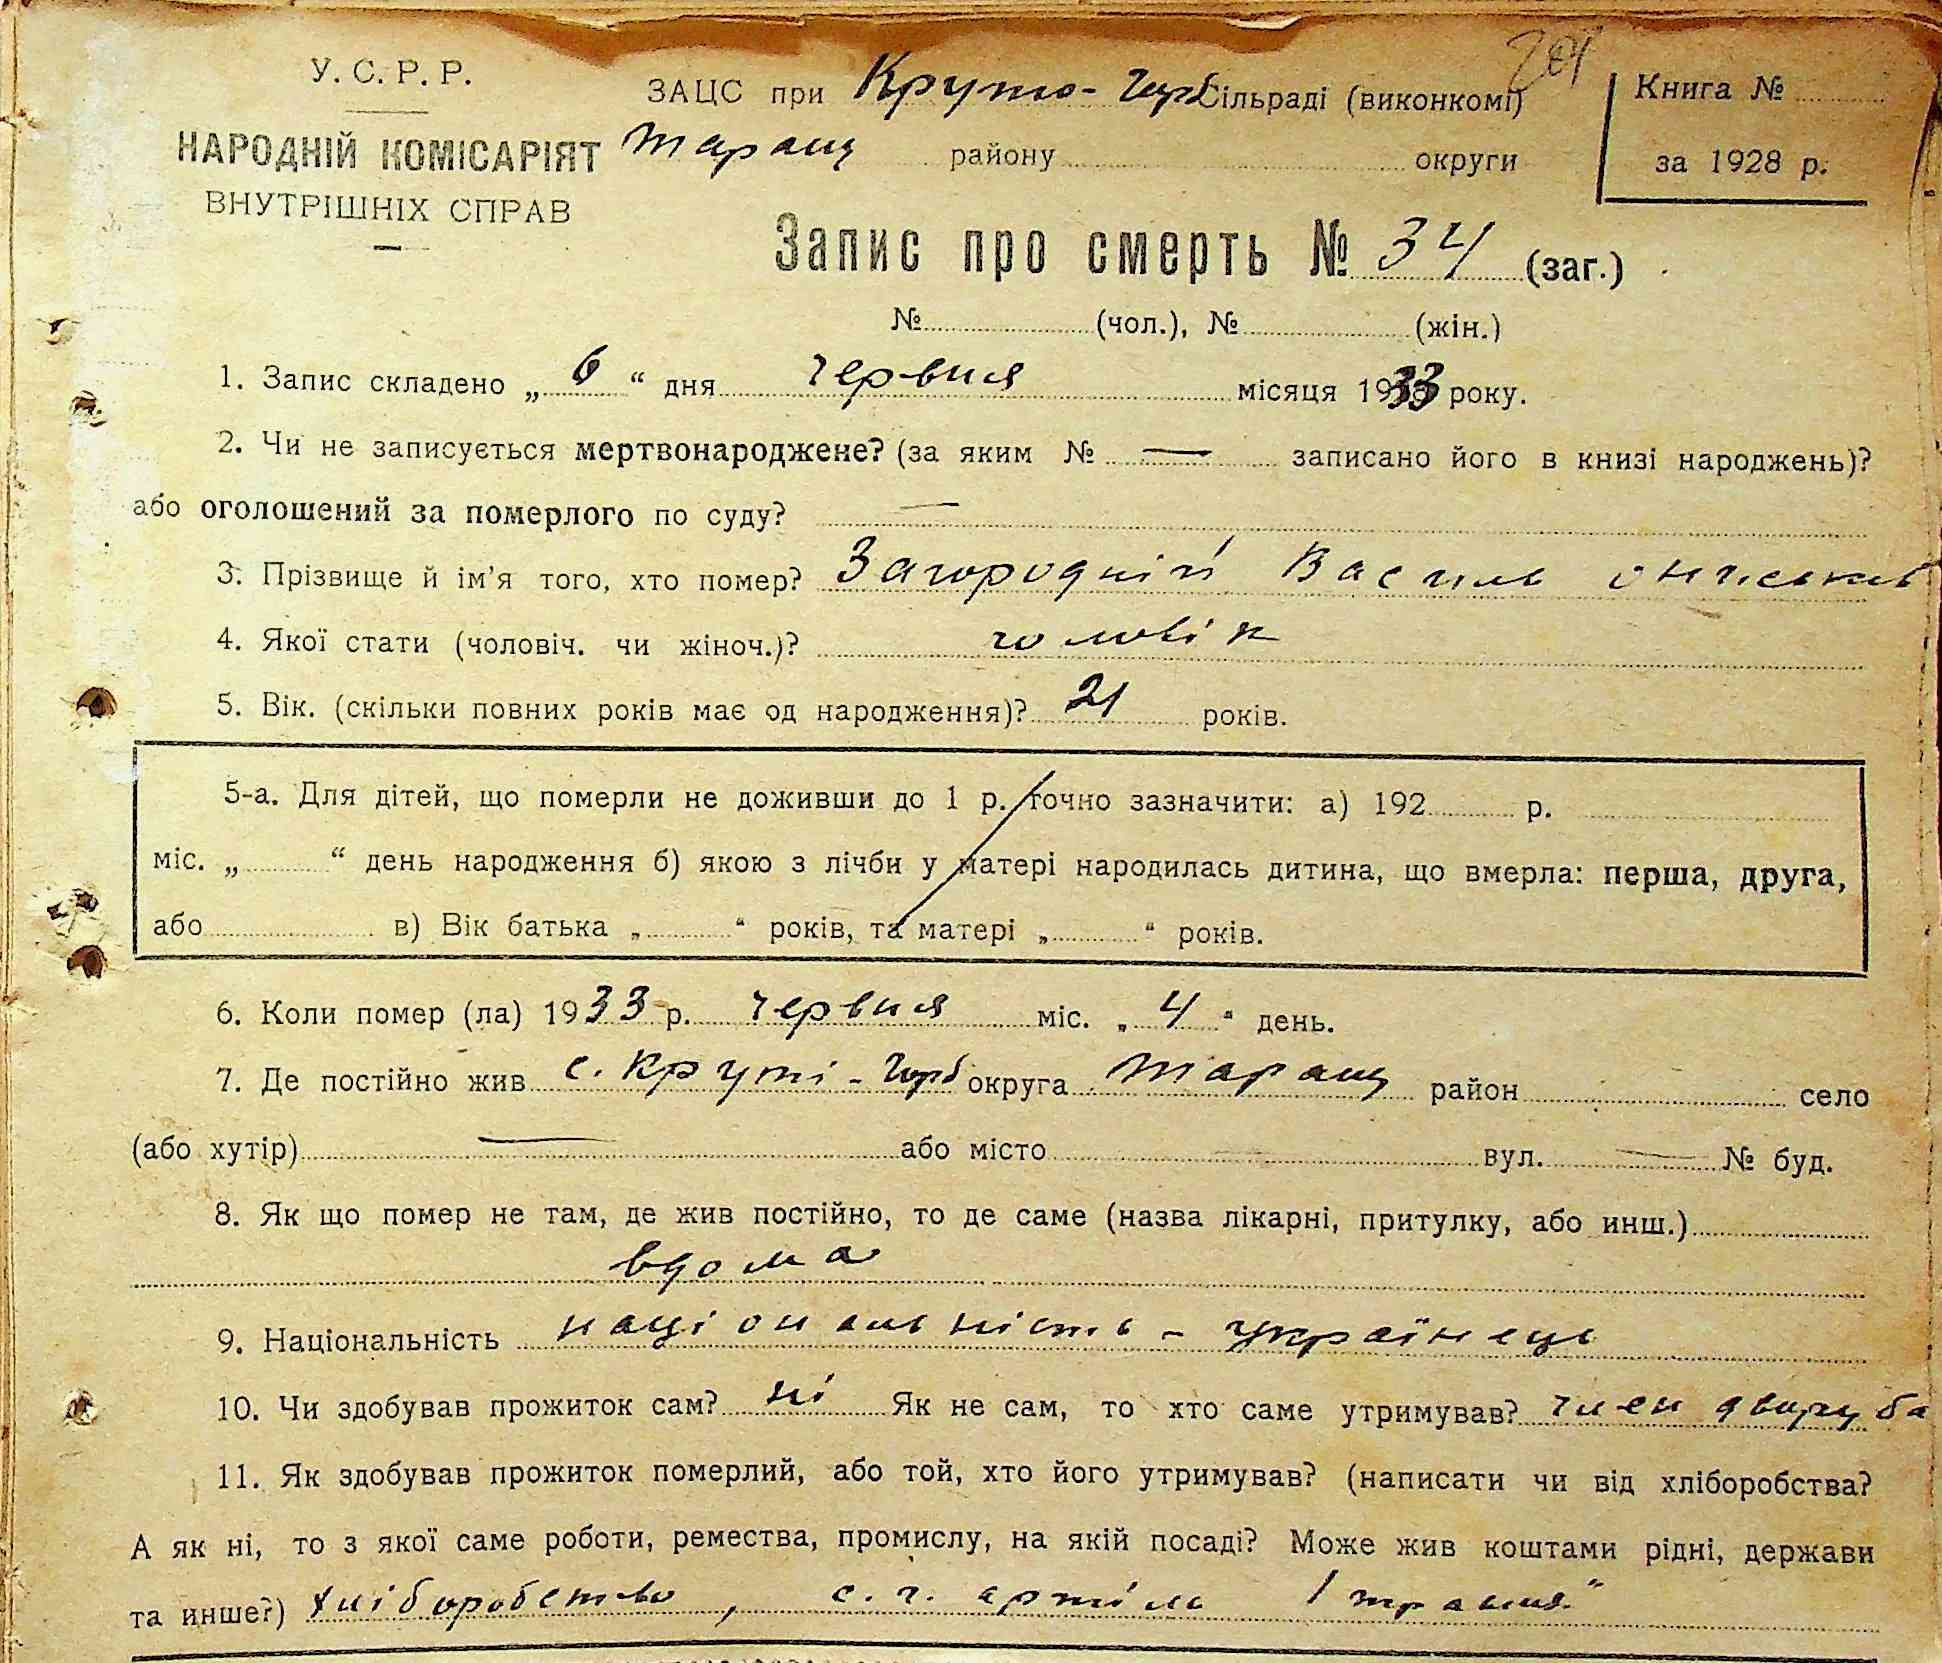 201
У. С. Р. Р.
НАРОДНІЙ КОМІСАРІЯТ
ВНУТРІШНІХ СПРАВ
ЗАЦС при Круто-Горб Сільраді (виконкомі)
Таращ району округи
Книга №
за 1928 р.
Запис про смерть № 34 (заг.)
№ (чол.), № (жін.)
1. Запис складено „ 6 “ дня червня місяця 1933 року.
2. Чи не записується мертвонароджене? (за яким № — записано його в книзі народжень)?
або оголошений за померлого по суду? —
3. Прізвище й ім’я того, хто помер? Загородній Василь
4. Якої стати (чоловіч. чи жіноч.)? чоловік
5. Вік. (скільки повних років має од народження)? 21 років.
5-а. Для дітей, що померли не доживши до 1 р. точно зазначити: а) 192 р.
міс. „ “ день народження б) якою з лічби у матері народилась дитина, що вмерла: перша, друга,
або в) Вік батька „ “ років, та матері „ “ років.
6. Коли помер (ла) 1933 р. червня міс. „ 4 “ день.
7. Де постійно жив с. Круті-Горб округа Таращ район село
(або хутір) — або місто — вул. — № буд.
8. Як що помер не там, де жив постійно, то де саме (назва лікарні, притулку, або инш.)
вдома
9. Національність національність - українець
10. Чи здобував прожиток сам? ні Як не сам, то хто саме утримував? член двору ба
11. Як здобував прожиток померлий, або той, хто його утримував? (написати чи від хліборобства?
А як ні, то з якої саме роботи, ремества, промислу, на якій посаді? Може жив коштами рідні, держави
та инше?) хліборобство, с. г. артіль 1 травня"